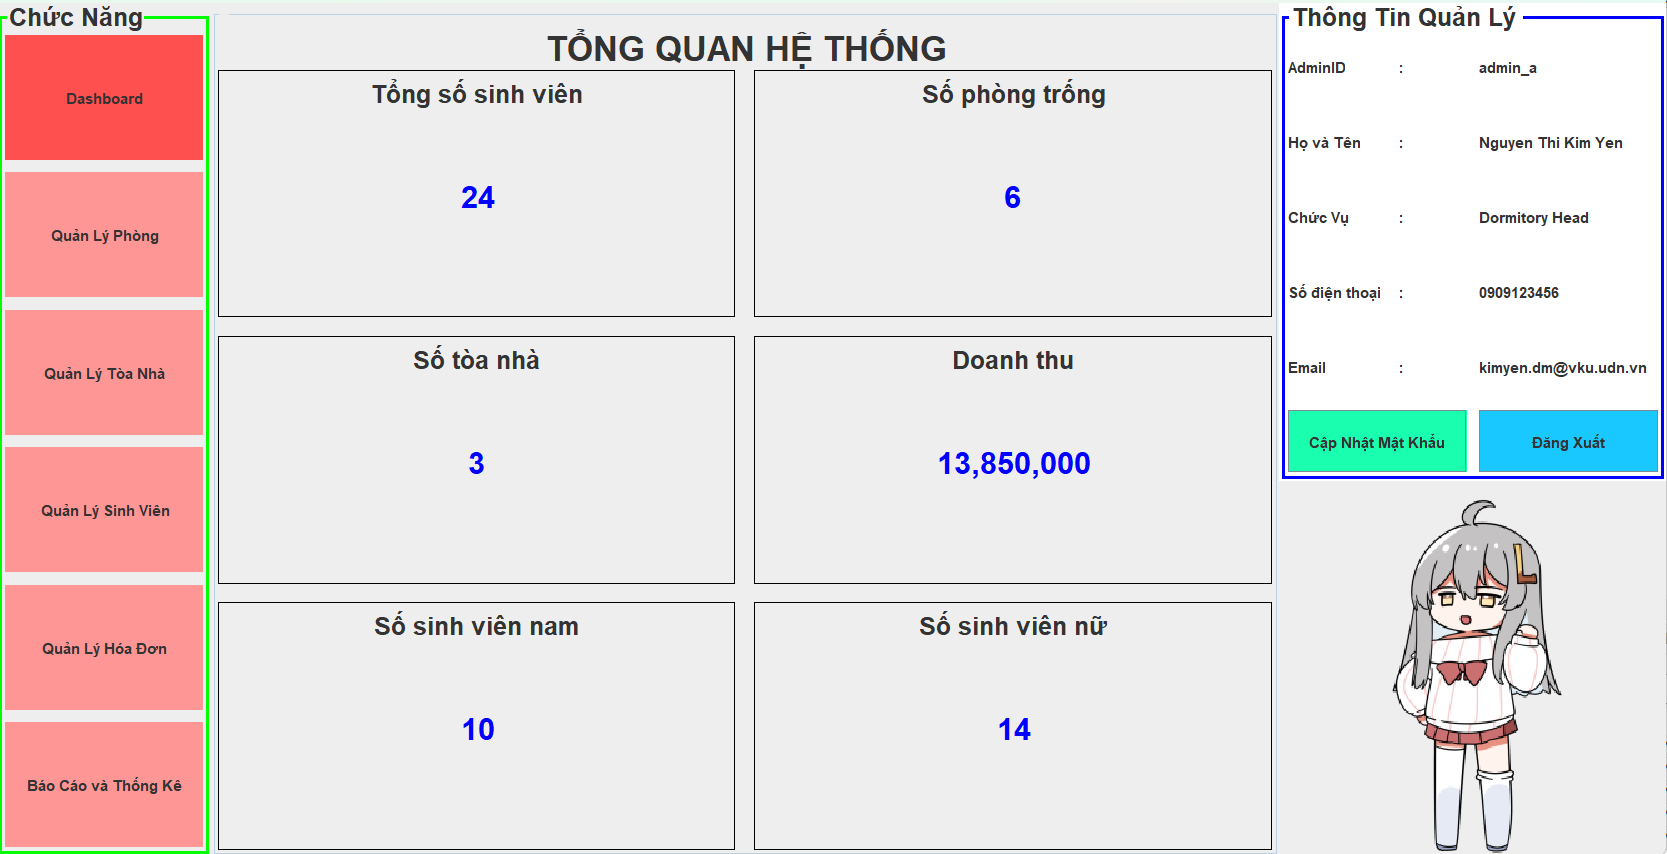 Chức Năng
Dashboard
Quản Lý Phòng
Quản Lý Tòa Nhà
Quản Lý Sinh Viên
Quản Lý Hóa Đơn
Báo Cáo và Thống Kê
TỔNG QUAN HỆ THỐNG
Tổng số sinh viên
24
Số phòng trống
6
Số tòa nhà
3
Doanh thu
13,850,000
Số sinh viên nam
10
Số sinh viên nữ
14
Thông Tin Quản Lý
AdminID : admin_a
Họ và Tên : Nguyen Thi Kim Yen
Chức Vụ : Dormitory Head
Số điện thoại : 0909123456
Email : kimyen.dm@vku.udn.vn
Cập Nhật Mật Khẩu
Đăng Xuất